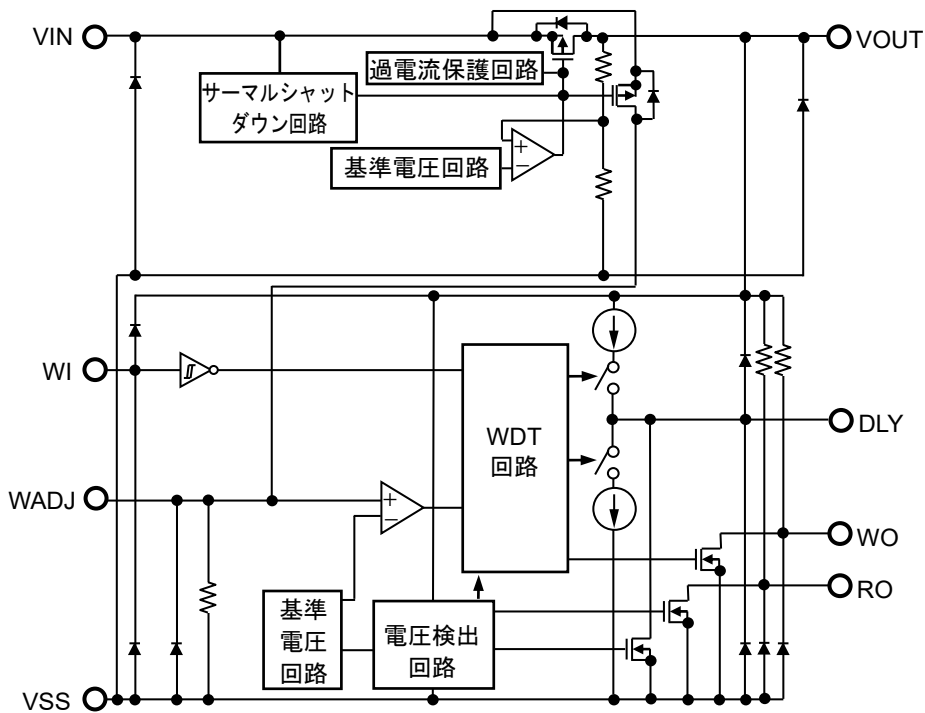 VIN
VOUT
過電流保護回路
サーマルシャット
ダウン回路
+
−
基準電圧回路
WI
WDT
回路
DLY
WADJ
+
−
WO
RO
基準
電圧
回路
電圧検出
回路
VSS